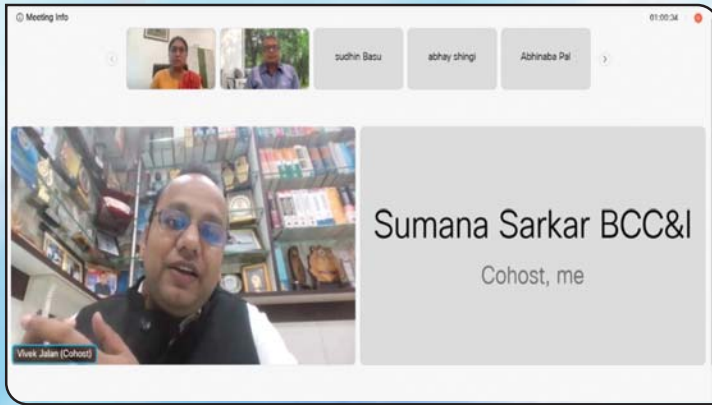 Meeting Info
01:00:34
sudhin Basu
abhay shingi
Abhinaba Pal
Sumana Sarkar BCC&I
Cohost, me
Vivek Jalan (Cohost)